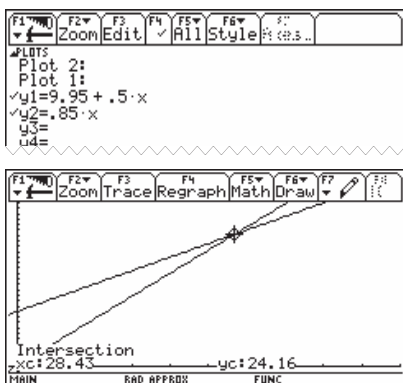 F1 F2 F3 F4 F5 F6
Zoom Edit ✓ All Style
PLOTS
Plot 2:
Plot 1:
✓y1=9.95 + .5·x
✓y2=.85·x
y3=
y4=
F1 F2 F3 F4 F5 F6 F7
Zoom Trace Regraph Math Draw
Intersection
xc:28.43 yc:24.16
MAIN RAD APPROX FUNC